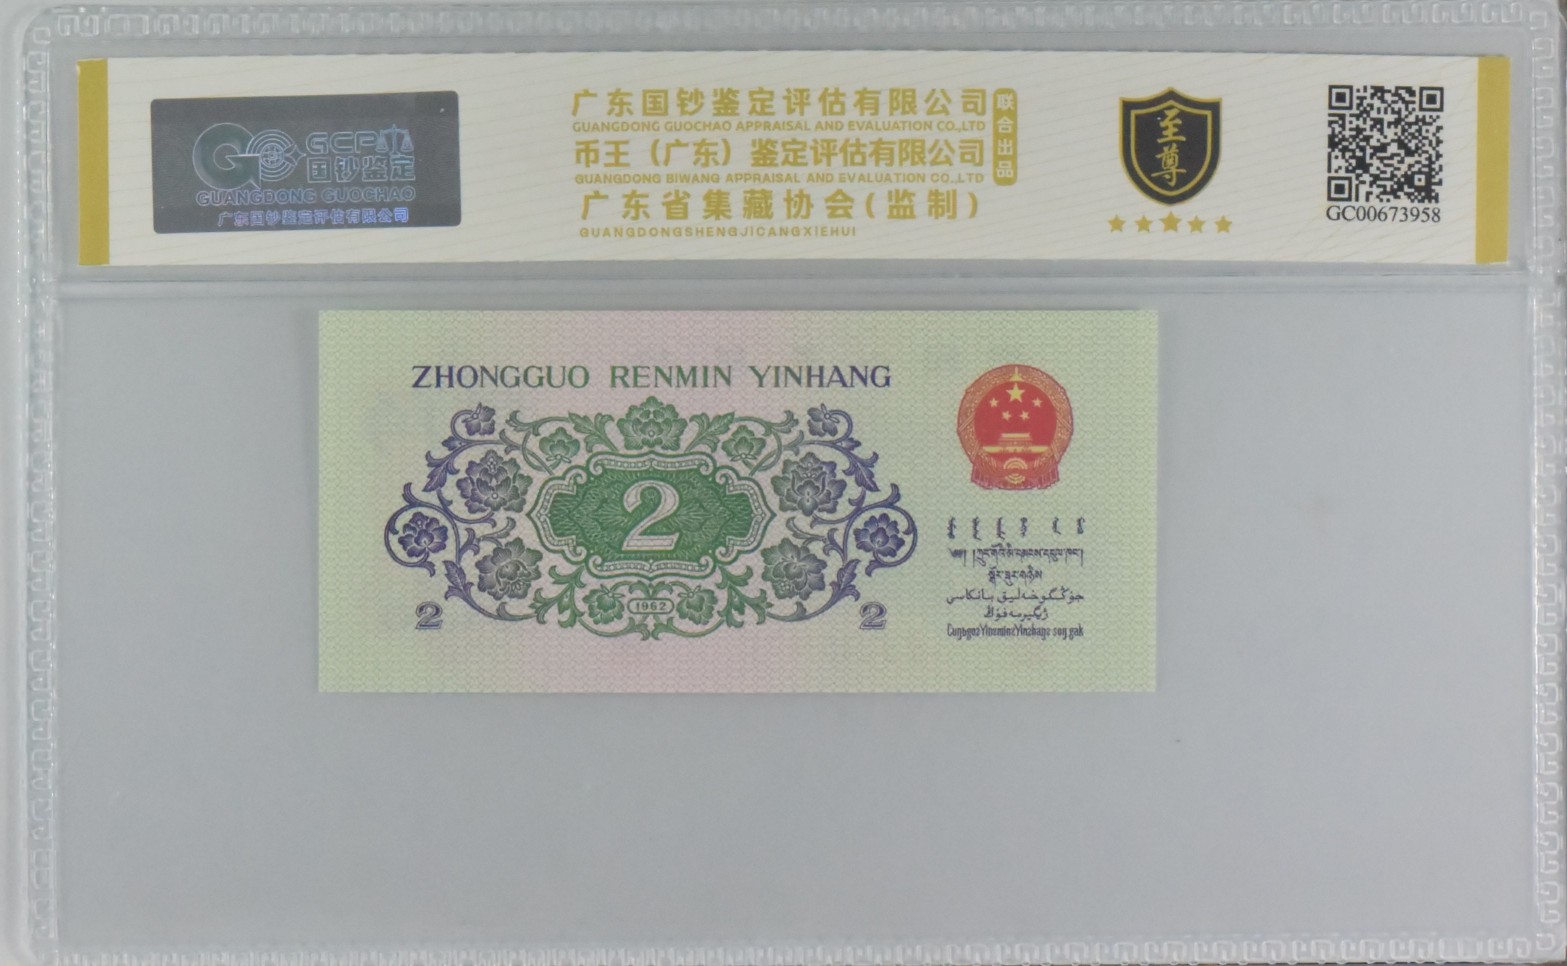 GCP
国钞鉴定
GUANGDONG GUOCHAO
广东国钞鉴定评估有限公司
广东国钞鉴定评估有限公司
GUANGDONG GUOCHAO APPRAISAL AND EVALUATION CO.,LTD
币王（广东）鉴定评估有限公司
GUANGDONG BIWANG APPRAISAL AND EVALUATION CO.,LTD
广东省集藏协会(监制)
GUANGDONGSHENGJICANGXIEHUI
联合出品
至尊
GC00673958
ZHONGGUO RENMIN YINHANG
2
1962
2
2
جۇڭگو خەلىق بانكاسى